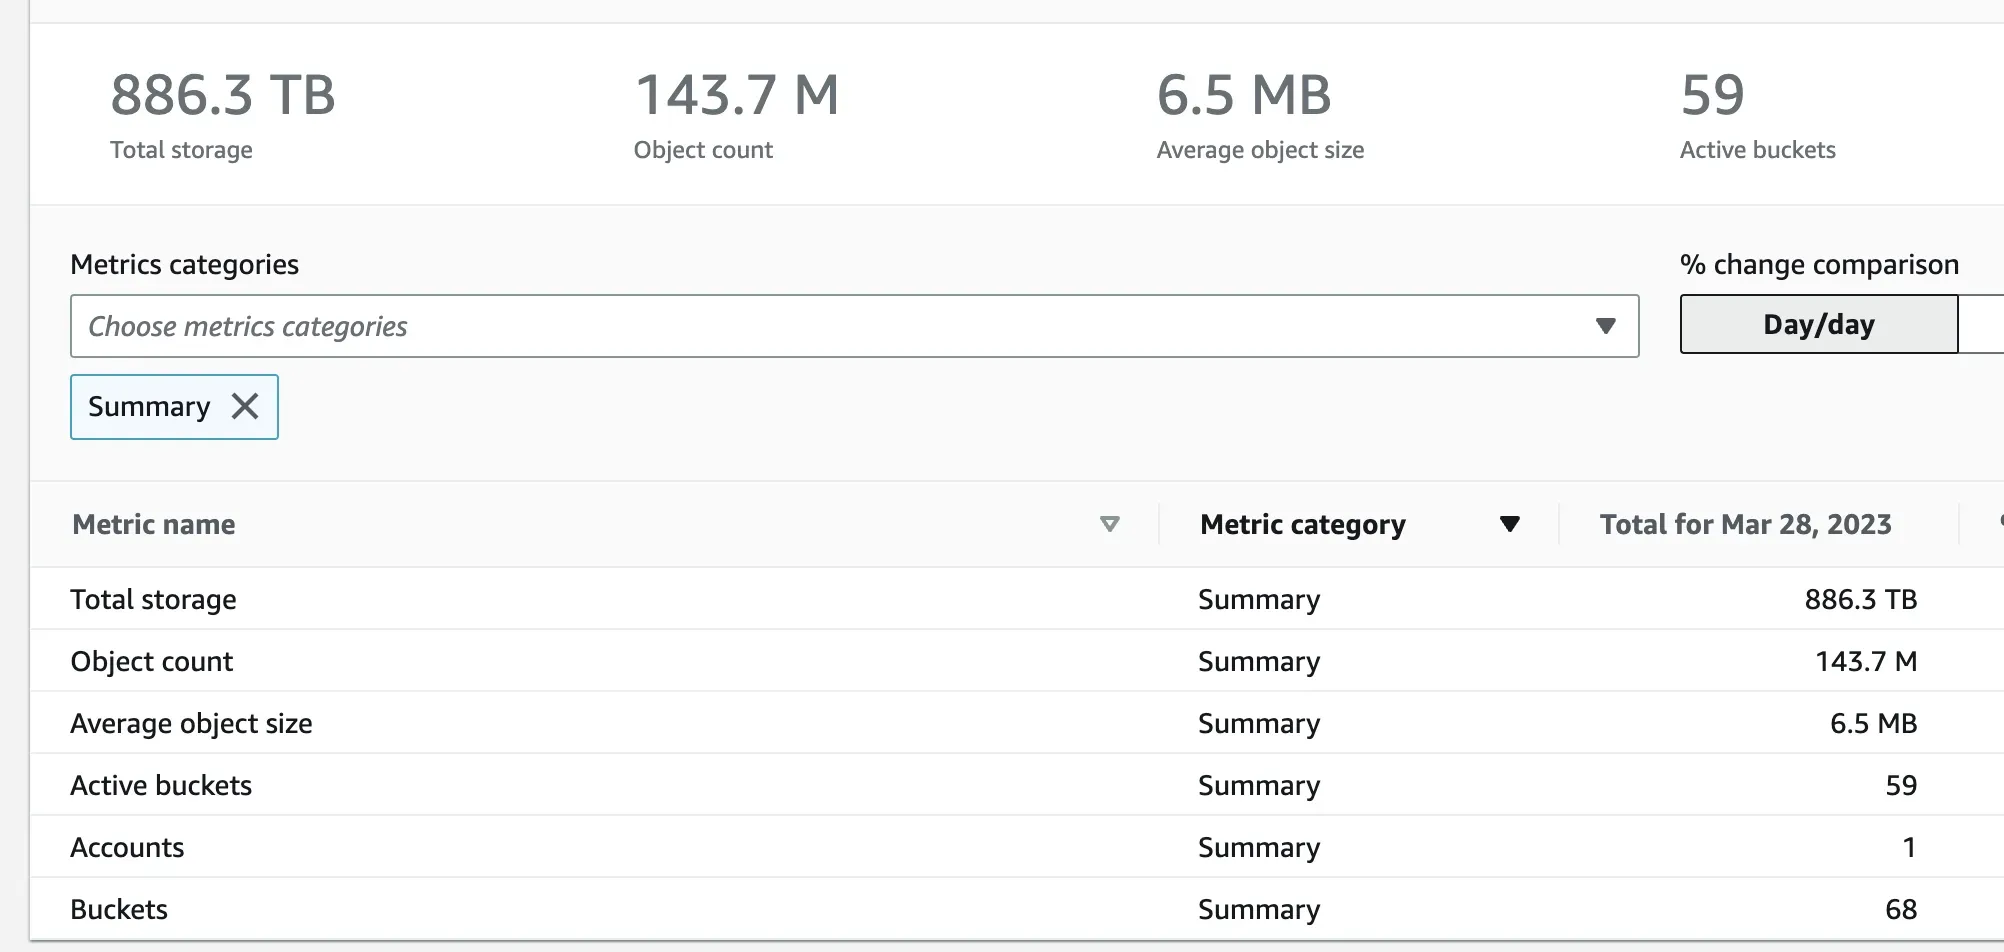 886.3 TB
Total storage
143.7 M
Object count
6.5 MB
Average object size
59
Active buckets
Metrics categories
Choose metrics categories
Summary
% change comparison
Day/day
Metric name Metric category Total for Mar 28, 2023
Total storage Summary 886.3 TB
Object count Summary 143.7 M
Average object size Summary 6.5 MB
Active buckets Summary 59
Accounts Summary 1
Buckets Summary 68